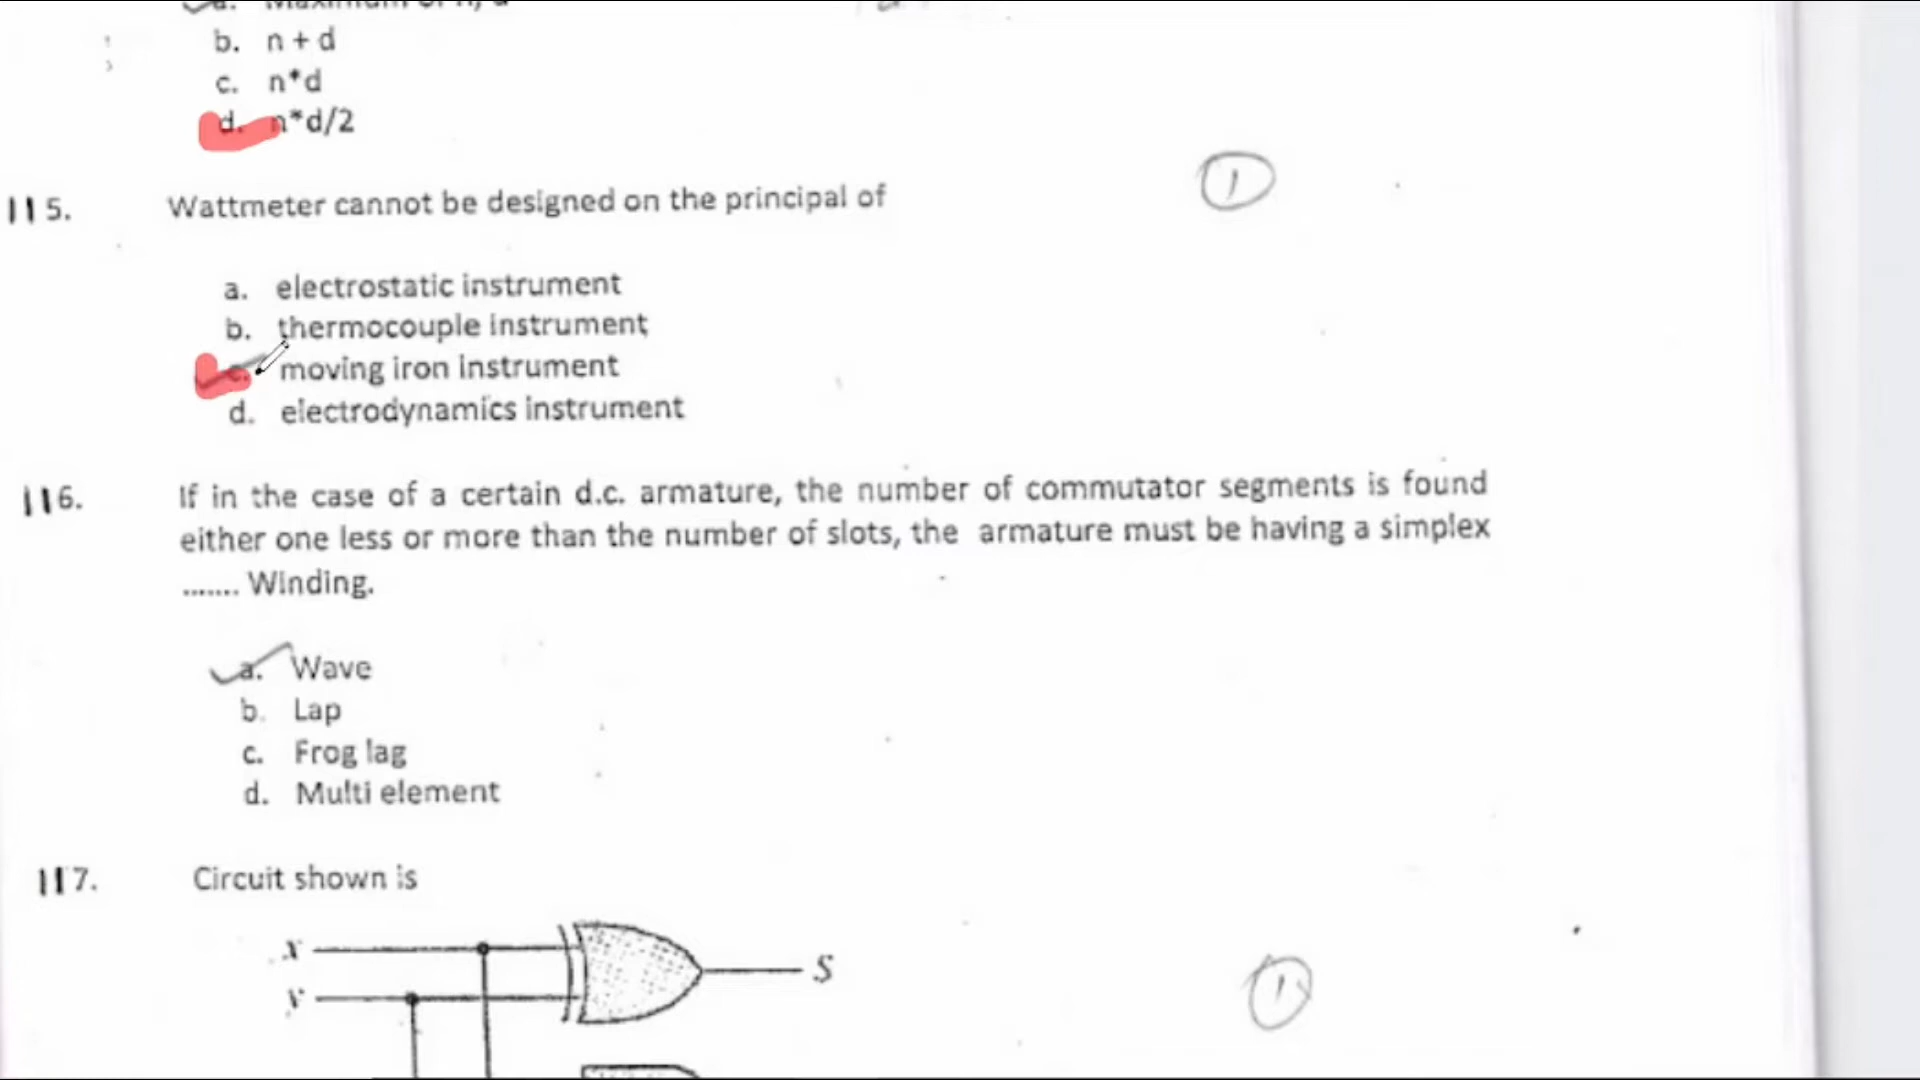 b. n + d
c. n*d
d. n*d/2
115. Wattmeter cannot be designed on the principal of
1
a. electrostatic instrument
b. thermocouple instrument
c. moving iron instrument
d. electrodynamics instrument
116. If in the case of a certain d.c. armature, the number of commutator segments is found
either one less or more than the number of slots, the armature must be having a simplex
....... Winding.
a. Wave
b. Lap
c. Frog lag
d. Multi element
117. Circuit shown is
x
y
S
1